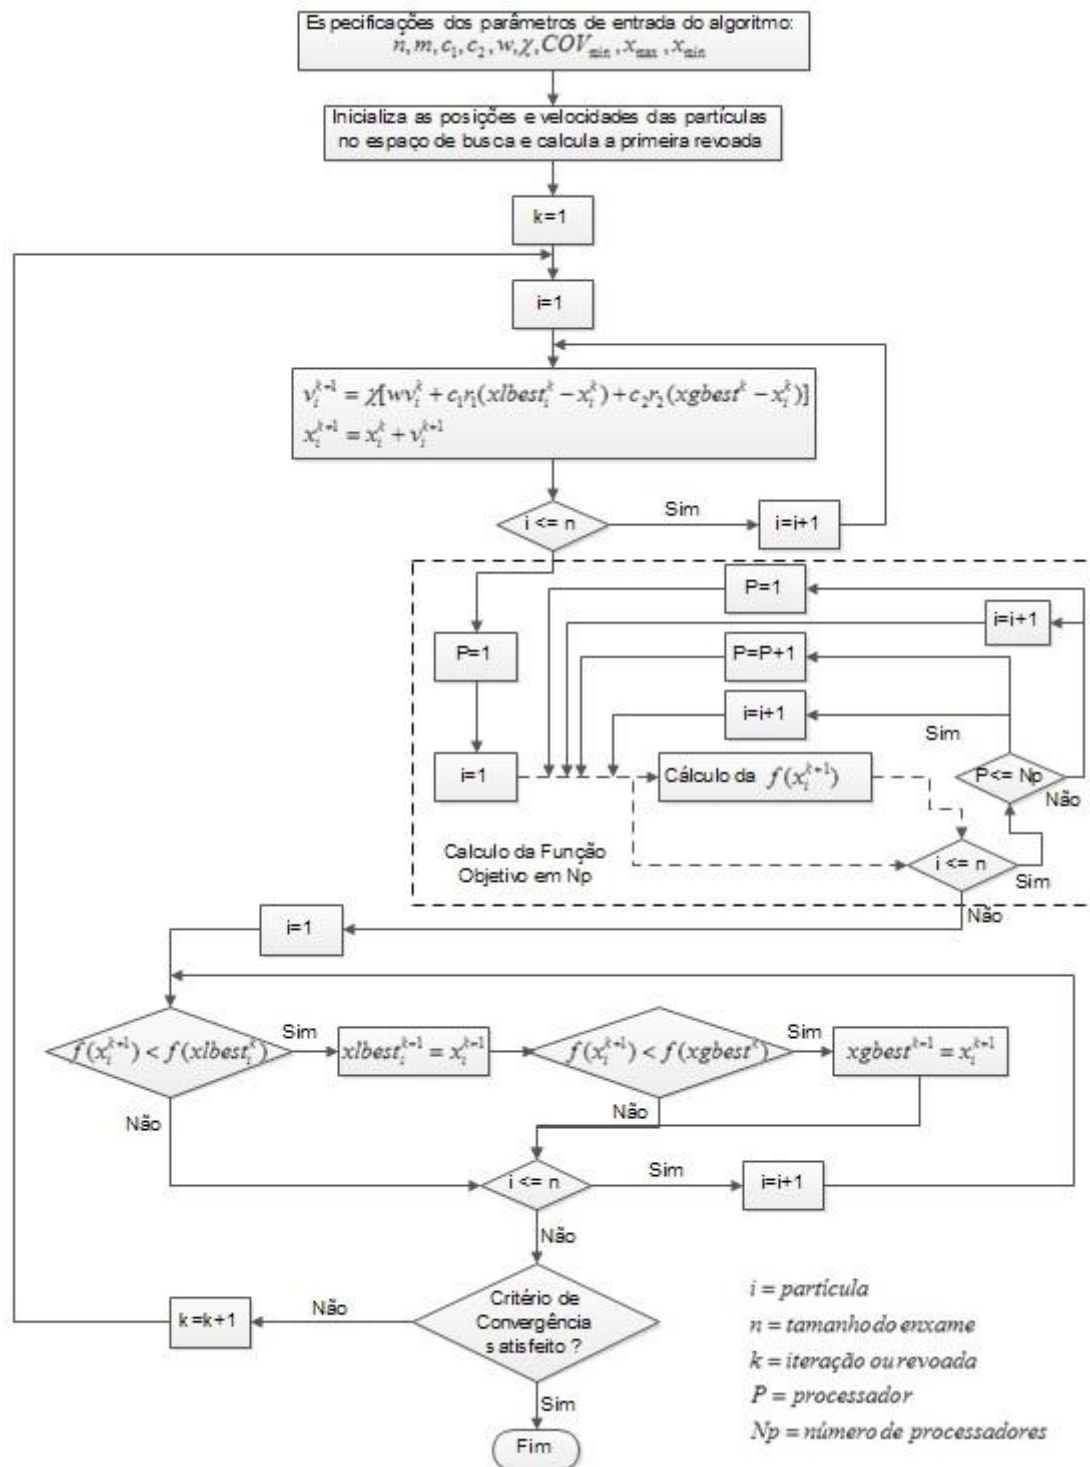 Especificações dos parâmetros de entrada do algoritmo:
n, m, c₁, c₂, w, χ, COV_min, x_max, x_min
Inicializa as posições e velocidades das partículas
no espaço de busca e calcula a primeira revoada
k=1
i=1
v_i^{k+1} = χ[wv_i^k + c₁r₁(xlbest_i^k − x_i^k) + c₂r₂(xgbest^k − x_i^k)]
x_i^{k+1} = x_i^k + v_i^{k+1}
i <= n
Sim
i=i+1
P=1
i=i+1
P=1
P=P+1
i=i+1
Sim
i=1
Cálculo da f(x_i^{k+1})
P<= Np
Não
Calculo da Função
Objetivo em Np
i <= n
Sim
Não
i=1
f(x_i^{k+1}) < f(xlbest_i^k)
Sim
xlbest_i^{k+1} = x_i^{k+1}
f(x_i^{k+1}) < f(xgbest^k)
Sim
xgbest^{k+1} = x_i^{k+1}
Não
Não
i <= n
Sim
i=i+1
Não
Critério de
Convergência
satisfeito ?
Não
k=k+1
Sim
Fim
i = partícula
n = tamanho do enxame
k = iteração ou revoada
P = processador
Np = número de processadores